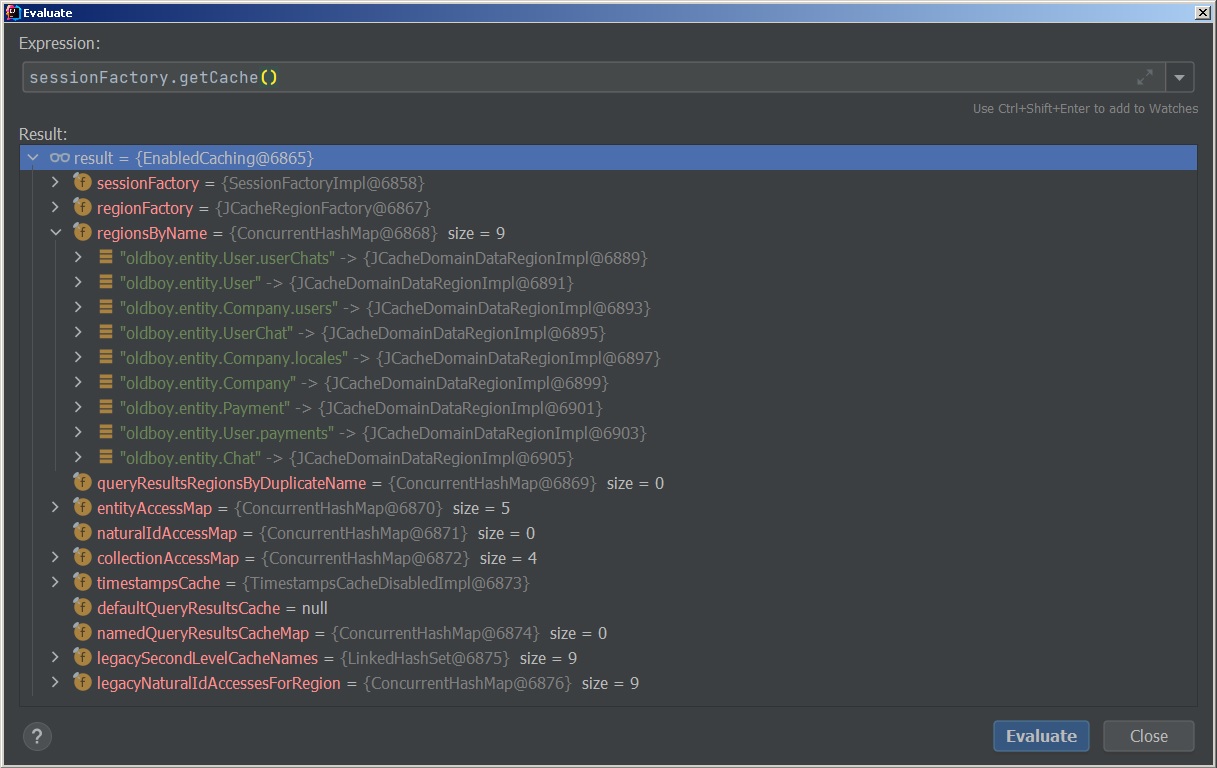 Evaluate
Expression:
sessionFactory.getCache()
Use Ctrl+Shift+Enter to add to Watches
Result:
result = {EnabledCaching@6865}
f sessionFactory = {SessionFactoryImpl@6858}
f regionFactory = {JCacheRegionFactory@6867}
f regionsByName = {ConcurrentHashMap@6868} size = 9
"oldboy.entity.User.userChats" -> {JCacheDomainDataRegionImpl@6889}
"oldboy.entity.User" -> {JCacheDomainDataRegionImpl@6891}
"oldboy.entity.Company.users" -> {JCacheDomainDataRegionImpl@6893}
"oldboy.entity.UserChat" -> {JCacheDomainDataRegionImpl@6895}
"oldboy.entity.Company.locales" -> {JCacheDomainDataRegionImpl@6897}
"oldboy.entity.Company" -> {JCacheDomainDataRegionImpl@6899}
"oldboy.entity.Payment" -> {JCacheDomainDataRegionImpl@6901}
"oldboy.entity.User.payments" -> {JCacheDomainDataRegionImpl@6903}
"oldboy.entity.Chat" -> {JCacheDomainDataRegionImpl@6905}
f queryResultsRegionsByDuplicateName = {ConcurrentHashMap@6869} size = 0
f entityAccessMap = {ConcurrentHashMap@6870} size = 5
f naturalIdAccessMap = {ConcurrentHashMap@6871} size = 0
f collectionAccessMap = {ConcurrentHashMap@6872} size = 4
f timestampsCache = {TimestampsCacheDisabledImpl@6873}
f defaultQueryResultsCache = null
f namedQueryResultsCacheMap = {ConcurrentHashMap@6874} size = 0
f legacySecondLevelCacheNames = {LinkedHashSet@6875} size = 9
f legacyNaturalIdAccessesForRegion = {ConcurrentHashMap@6876} size = 9
? Evaluate Close